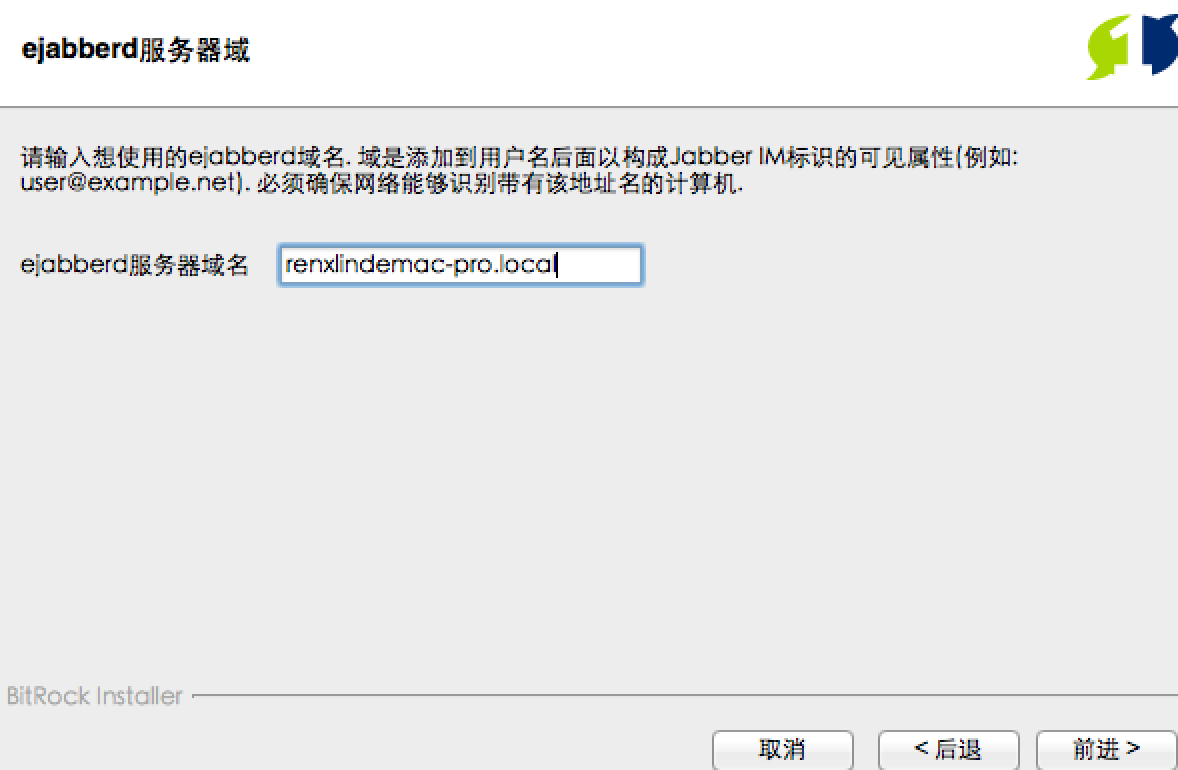 ejabberd服务器域
请输入想使用的ejabberd域名. 域是添加到用户名后面以构成Jabber IM标识的可见属性(例如:
user@example.net). 必须确保网络能够识别带有该地址名的计算机.
ejabberd服务器域名 renxlindemac-pro.local
BitRock Installer
取消 < 后退 前进 >